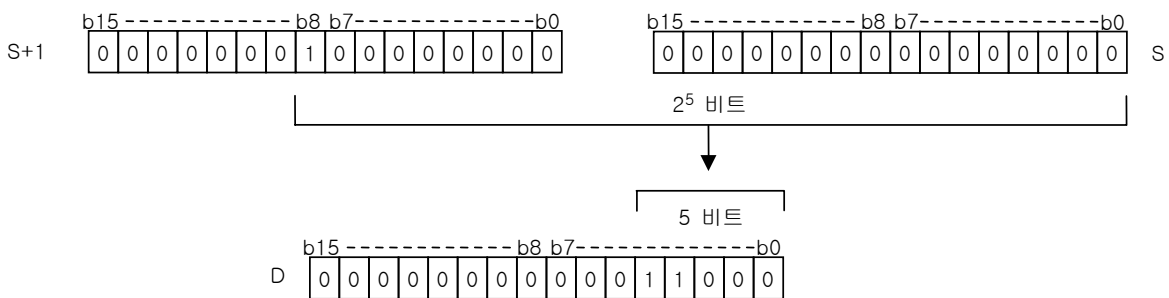 b15 -------------- b8 b7-------------- b0 b15 -------------- b8 b7-------------- b0
S+1 0 0 0 0 0 0 0 1 0 0 0 0 0 0 0 0 0 0 0 0 0 0 0 0 0 0 0 0 0 0 0 0 S
2⁵ 비트
5 비트
b15 -------------- b8 b7-------------- b0
D 0 0 0 0 0 0 0 0 0 0 0 1 1 0 0 0